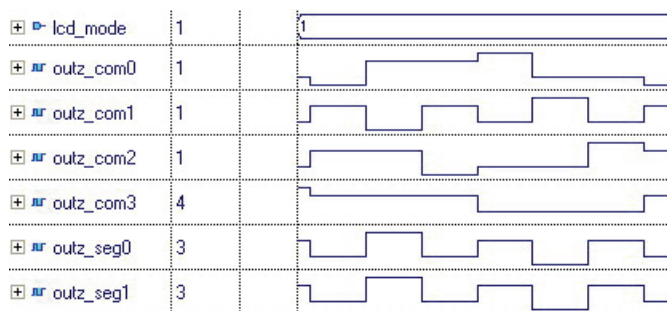 lcd_mode 1 1
outz_com0 1
outz_com1 1
outz_com2 1
outz_com3 4
outz_seg0 3
outz_seg1 3